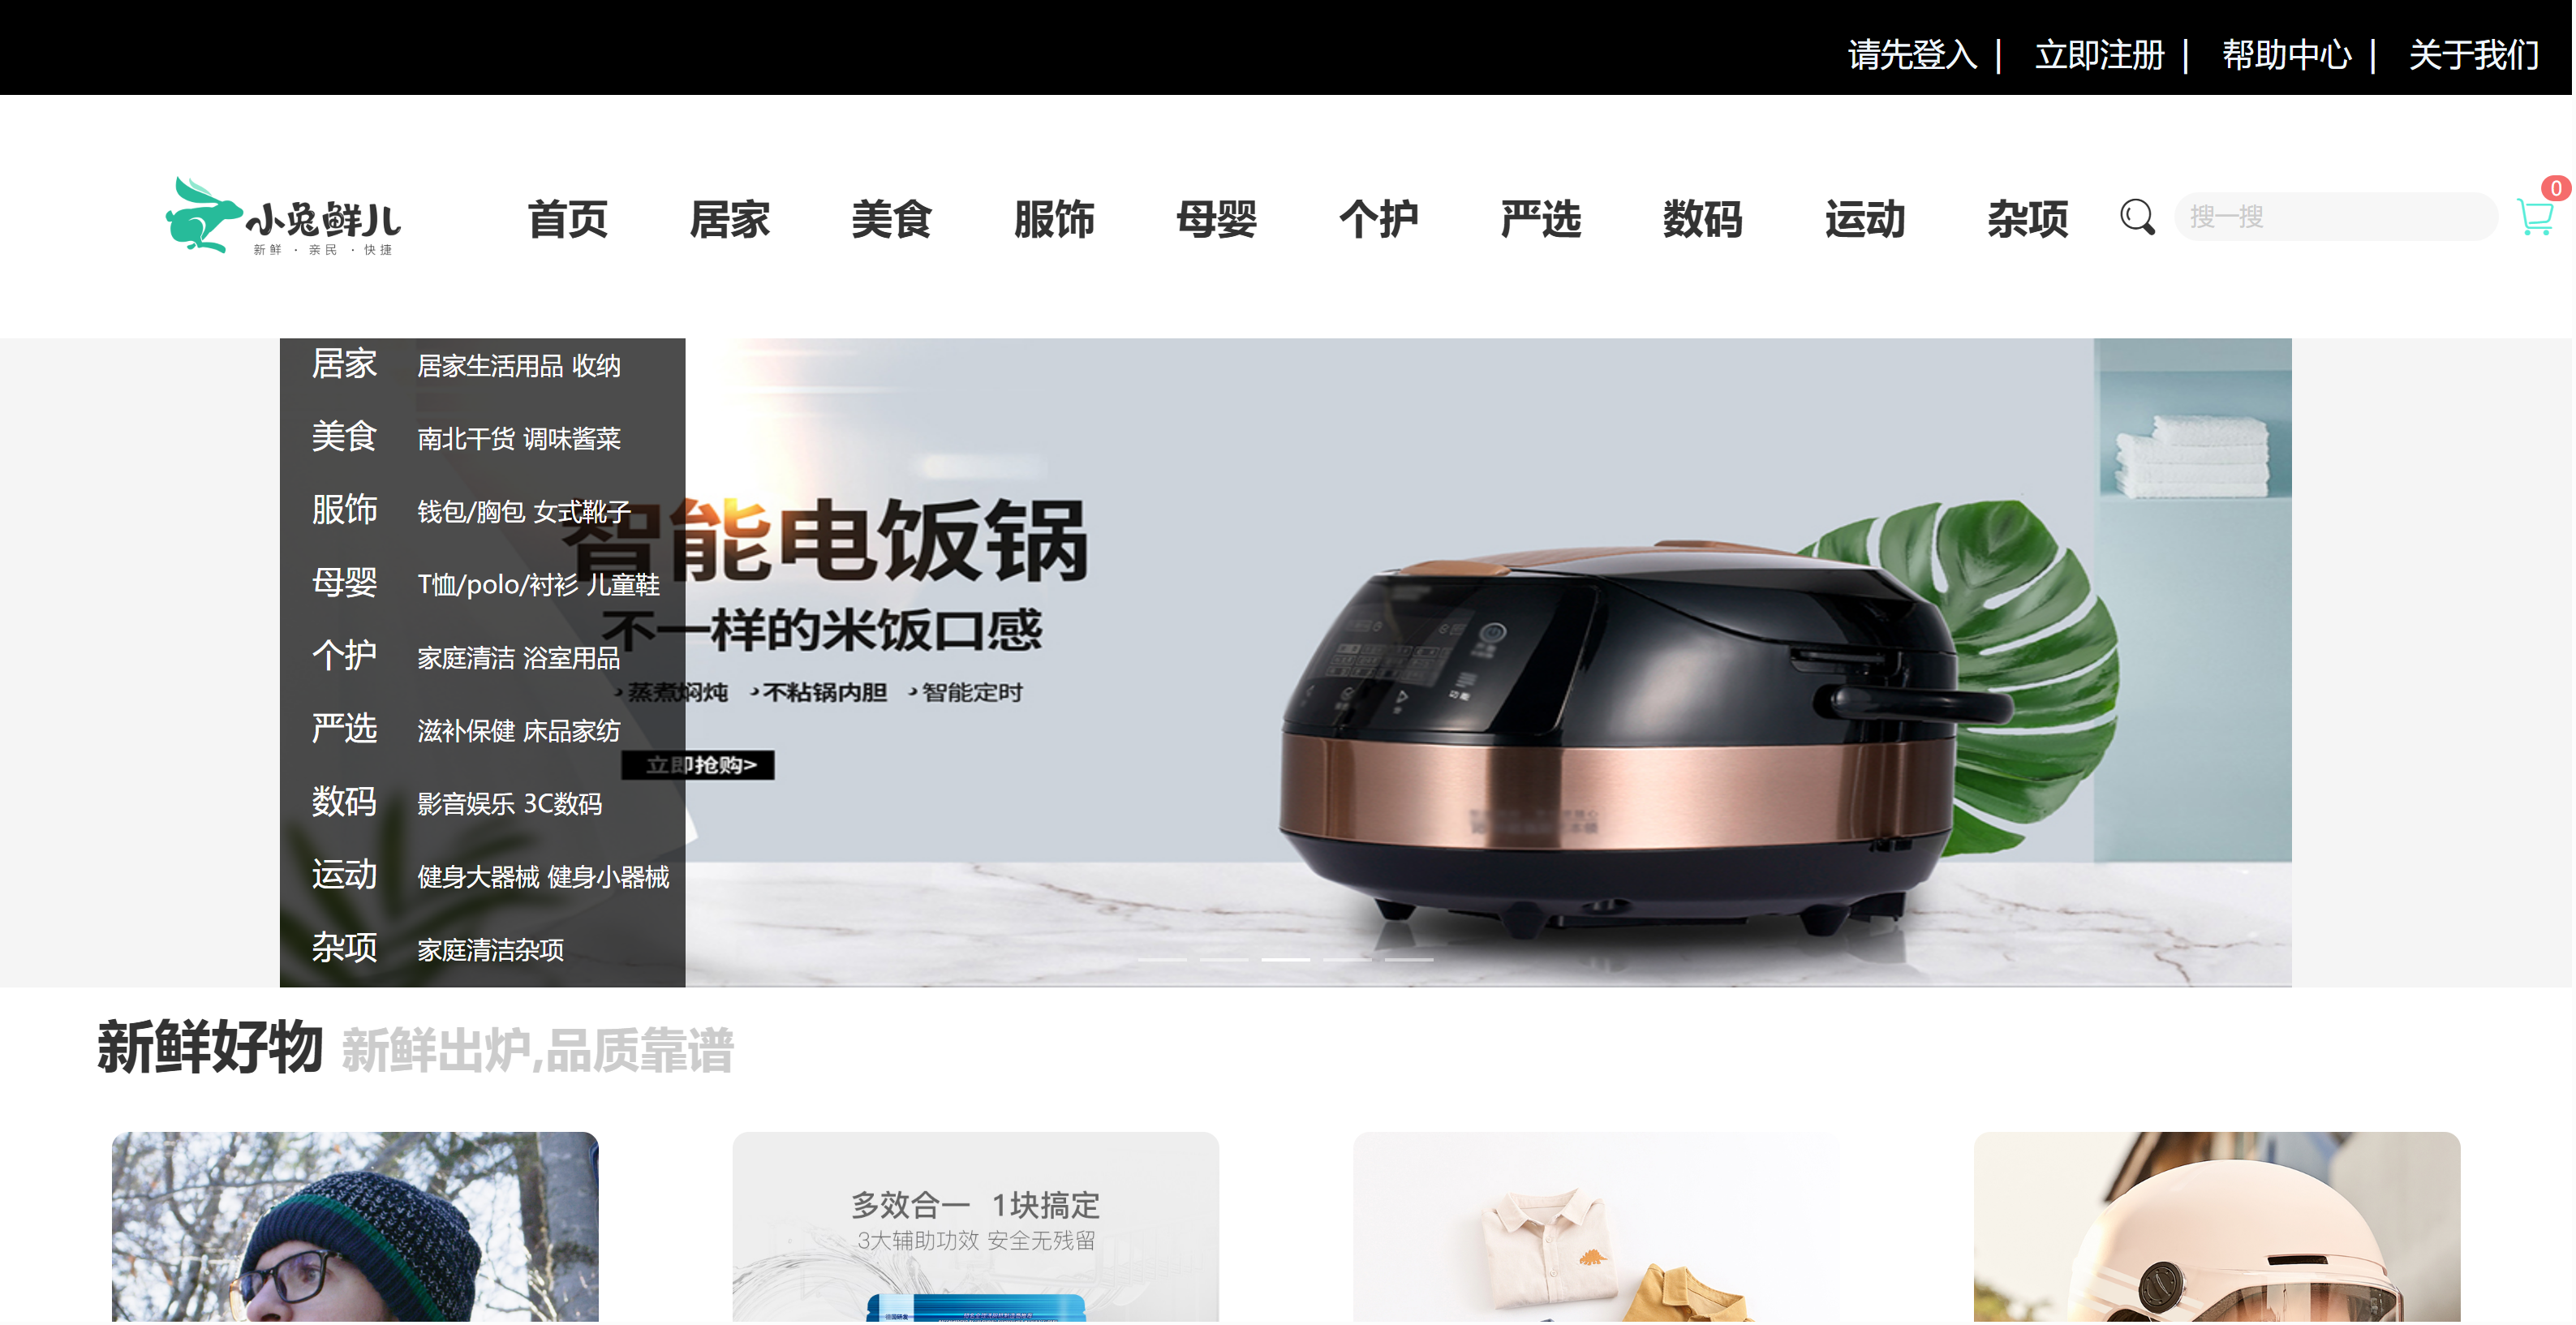 请先登入 | 立即注册 | 帮助中心 | 关于我们
小兔鲜儿
新鲜 · 亲民 · 快捷
首页 居家 美食 服饰 母婴 个护 严选 数码 运动 杂项
搜一搜
0
居家 居家生活用品 收纳
美食 南北干货 调味酱菜
服饰 钱包/胸包 女式靴子
母婴 T恤/polo/衬衫 儿童鞋
个护 家庭清洁 浴室用品
严选 滋补保健 床品家纺
数码 影音娱乐 3C数码
运动 健身大器械 健身小器械
杂项 家庭清洁杂项
智能电饭锅
不一样的米饭口感
蒸煮焖炖 不粘锅内胆 智能定时
立即抢购>
功能
新鲜好物 新鲜出炉,品质靠谱
多效合一 1块搞定
3大辅助功效 安全无残留
德国研发